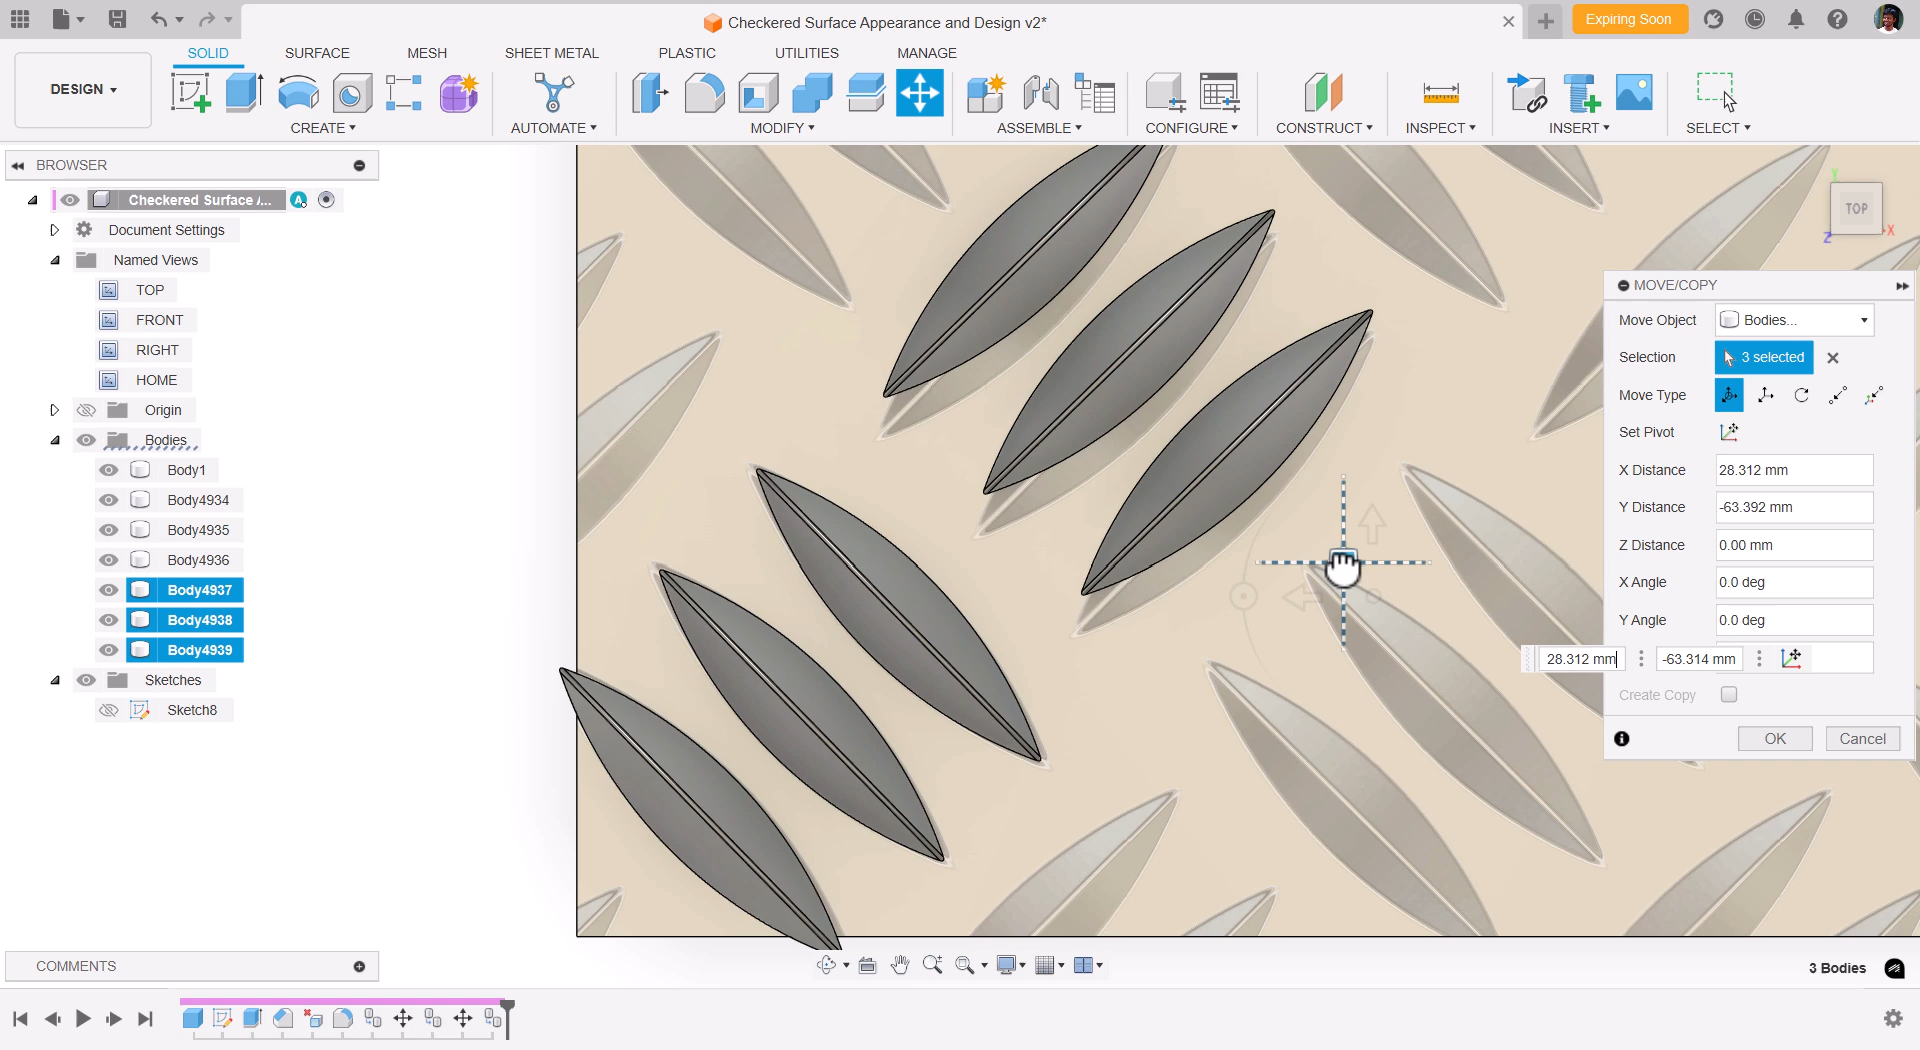 Checkered Surface Appearance and Design v2*
Expiring Soon
SOLID SURFACE MESH SHEET METAL PLASTIC UTILITIES MANAGE
DESIGN
CREATE AUTOMATE MODIFY ASSEMBLE CONFIGURE CONSTRUCT INSPECT INSERT SELECT
BROWSER
Checkered Surface /...
Document Settings
Named Views
TOP
FRONT
RIGHT
HOME
Origin
Bodies
Body1
Body4934
Body4935
Body4936
Body4937
Body4938
Body4939
Sketches
Sketch8
Y
TOP
X
Z
MOVE/COPY
Move Object Bodies...
Selection 3 selected
Move Type
Set Pivot
X Distance 28.312 mm
Y Distance -63.392 mm
Z Distance 0.00 mm
X Angle 0.0 deg
Y Angle 0.0 deg
28.312 mm -63.314 mm
Create Copy
OK Cancel
COMMENTS
3 Bodies